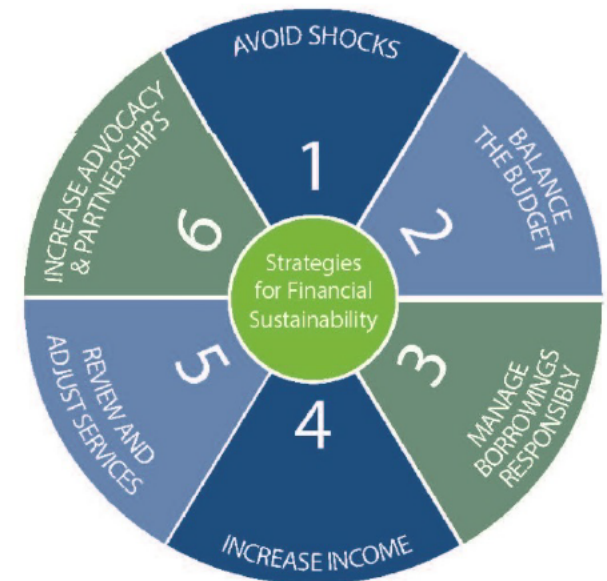 Strategies
for Financial
Sustainability
1
AVOID SHOCKS
2
BALANCE
THE BUDGET
3
MANAGE
BORROWINGS
RESPONSIBLY
4
INCREASE INCOME
5
REVIEW AND
ADJUST SERVICES
6
INCREASE ADVOCACY
& PARTNERSHIPS